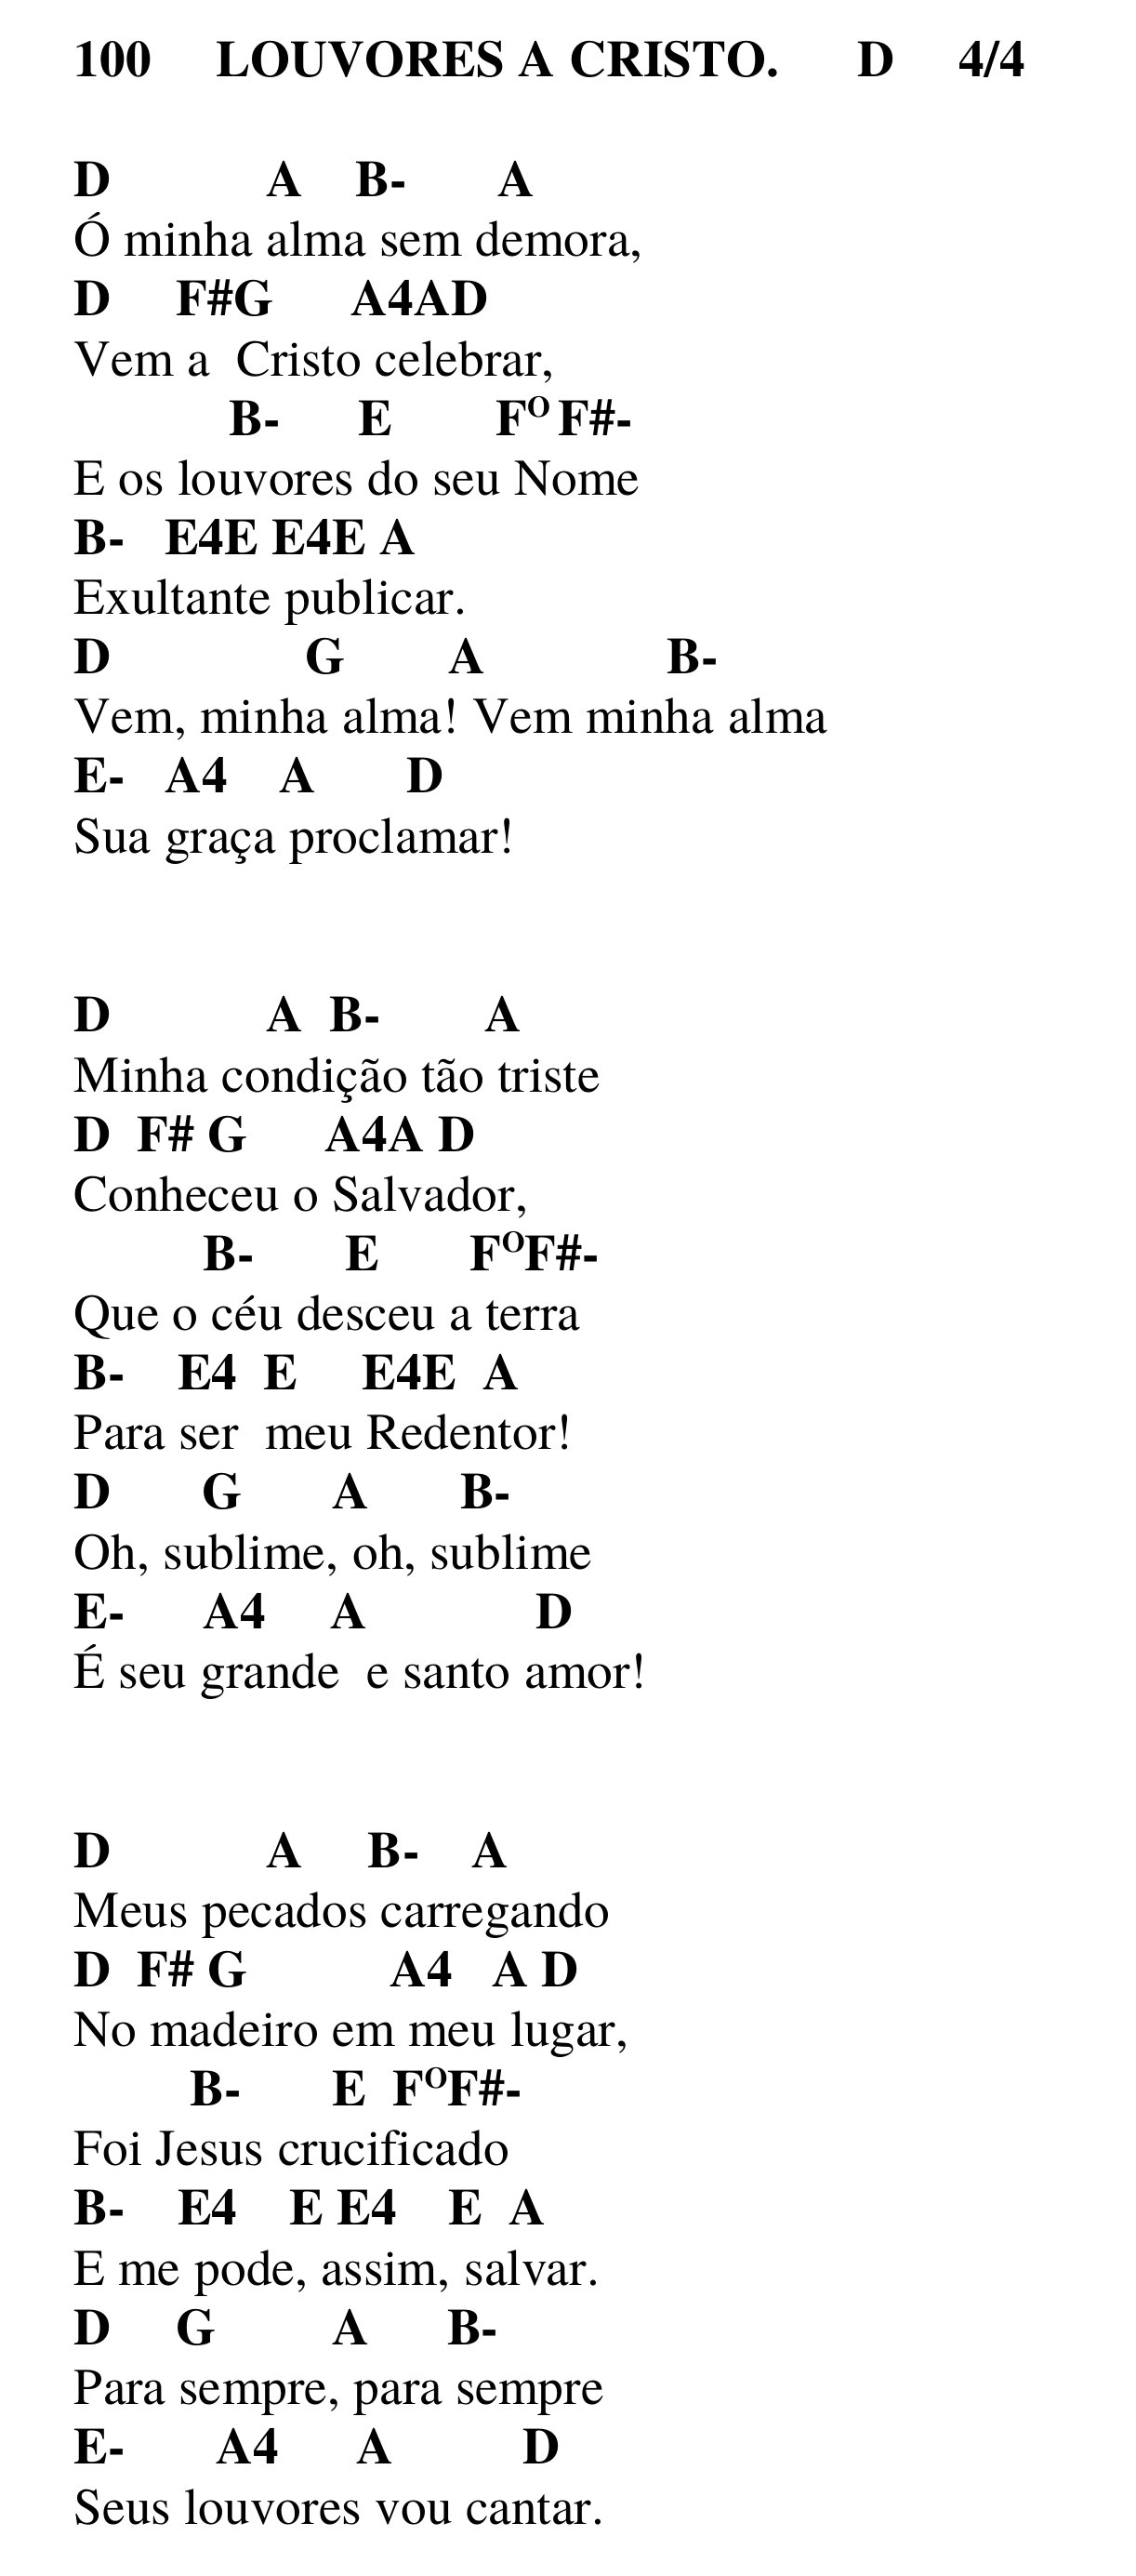 100 LOUVORES A CRISTO. D 4/4
D A B- A
Ó minha alma sem demora,
D F#G A4AD
Vem a Cristo celebrar,
B- E Fº F#-
E os louvores do seu Nome
B- E4E E4E A
Exultante publicar.
D G A B-
Vem, minha alma! Vem minha alma
E- A4 A D
Sua graça proclamar!
D A B- A
Minha condição tão triste
D F# G A4A D
Conheceu o Salvador,
B- E FºF#-
Que o céu desceu a terra
B- E4 E E4E A
Para ser meu Redentor!
D G A B-
Oh, sublime, oh, sublime
E- A4 A D
É seu grande e santo amor!
D A B- A
Meus pecados carregando
D F# G A4 A D
No madeiro em meu lugar,
B- E FºF#-
Foi Jesus crucificado
B- E4 E E4 E A
E me pode, assim, salvar.
D G A B-
Para sempre, para sempre
E- A4 A D
Seus louvores vou cantar.